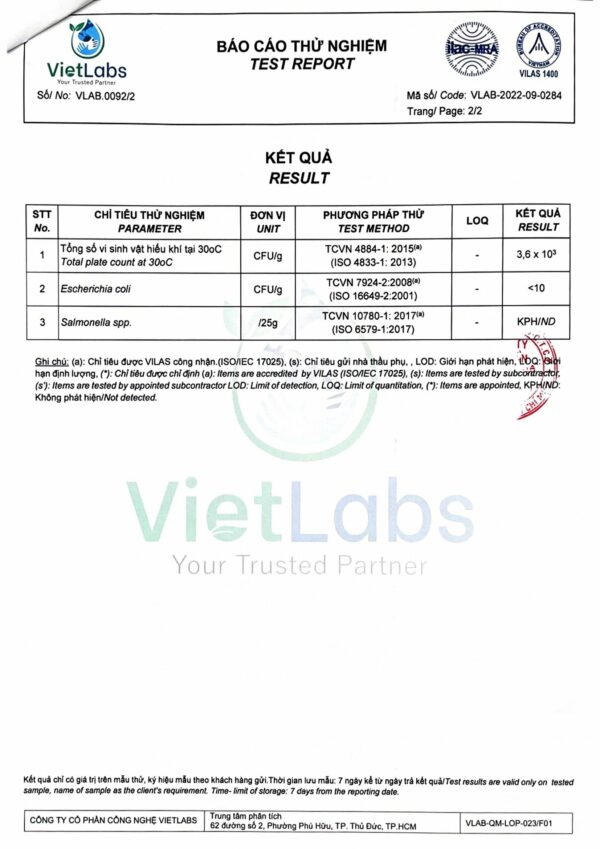 VietLabs
Your Trusted Partner
BÁO CÁO THỬ NGHIỆM
TEST REPORT
ilac-MRA
BUREAU OF ACCREDITATION
VIETNAM
VILAS 1400
Số/ No: VLAB.0092/2
Mã số/ Code: VLAB-2022-09-0284
Trang/ Page: 2/2
KẾT QUẢ
RESULT
STT No. CHỈ TIÊU THỬ NGHIỆM PARAMETER ĐƠN VỊ UNIT PHƯƠNG PHÁP THỬ TEST METHOD LOQ KẾT QUẢ RESULT
1 Tổng số vi sinh vật hiếu khí tại 30oC Total plate count at 30oC CFU/g TCVN 4884-1: 2015(a) (ISO 4833-1: 2013) - 3,6 x 10³
2 Escherichia coli CFU/g TCVN 7924-2:2008(a) (ISO 16649-2:2001) - <10
3 Salmonella spp. /25g TCVN 10780-1: 2017(a) (ISO 6579-1:2017) - KPH/ND
Ghi chú: (a): Chỉ tiêu được VILAS công nhận.(ISO/IEC 17025), (s): Chỉ tiêu gửi nhà thầu phụ, , LOD: Giới hạn phát hiện, LOQ: Giới
hạn định lượng, (*): Chỉ tiêu được chỉ định (a): Items are accredited by VILAS (ISO/IEC 17025), (s): Items are tested by subcontractor,
(s'): Items are tested by appointed subcontractor LOD: Limit of detection, LOQ: Limit of quantitation, (*): Items are appointed, KPH/ND:
Không phát hiện/Not detected.
VietLabs
Your Trusted Partner
Kết quả chỉ có giá trị trên mẫu thử, ký hiệu mẫu theo khách hàng gửi.Thời gian lưu mẫu: 7 ngày kể từ ngày trả kết quả/Test results are valid only on tested
sample, name of sample as the client's requirement. Time- limit of storage: 7 days from the reporting date.
CÔNG TY CỔ PHẦN CÔNG NGHỆ VIETLABS
Trung tâm phân tích
62 đường số 2, Phường Phú Hữu, TP. Thủ Đức, TP.HCM
VLAB-QM-LOP-023/F01